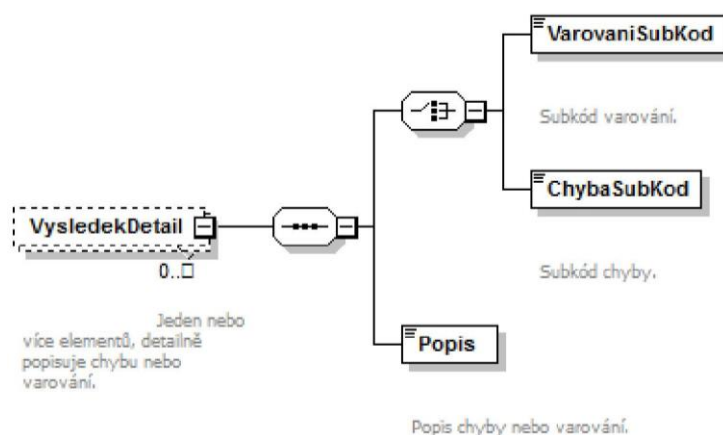 VarovaniSubKod
Subkód varování.
ChybaSubKod
Subkód chyby.
VysledekDetail
0..□
Jeden nebo
více elementů, detailně
popisuje chybu nebo
varování.
Popis
Popis chyby nebo varování.